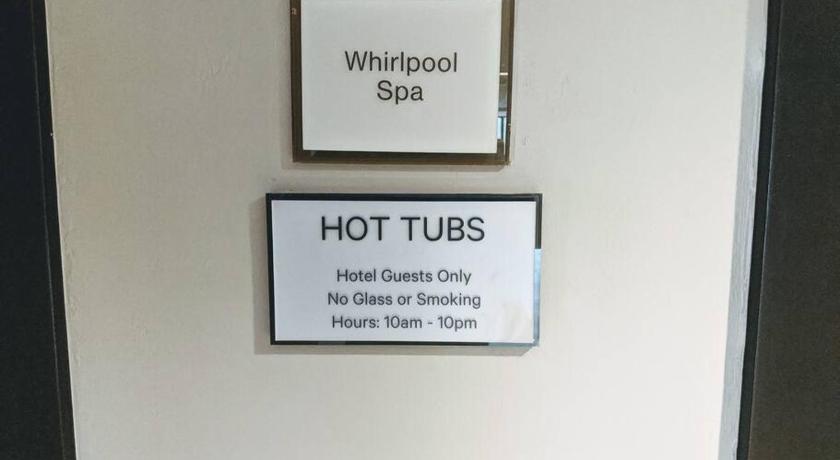 Whirlpool
Spa
HOT TUBS
Hotel Guests Only
No Glass or Smoking
Hours: 10am - 10pm